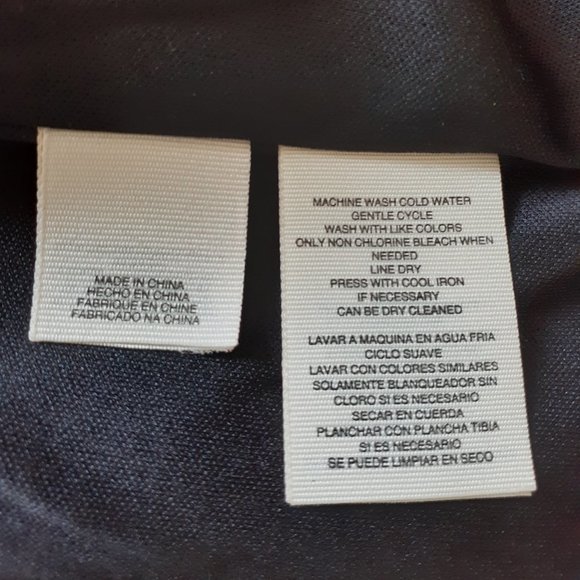 MADE IN CHINA
HECHO EN CHINA
FABRIQUE EN CHINE
FABRICADO NA CHINA
MACHINE WASH COLD WATER
GENTLE CYCLE
WASH WITH LIKE COLORS
ONLY NON CHLORINE BLEACH WHEN
NEEDED
LINE DRY
PRESS WITH COOL IRON
IF NECESSARY
CAN BE DRY CLEANED
LAVAR A MAQUINA EN AGUA FRIA
CICLO SUAVE
LAVAR CON COLORES SIMILARES
SOLAMENTE BLANQUEADOR SIN
CLORO SI ES NECESARIO
SECAR EN CUERDA
PLANCHAR CON PLANCHA TIBIA
SI ES NECESARIO
SE PUEDE LIMPIAR EN SECO